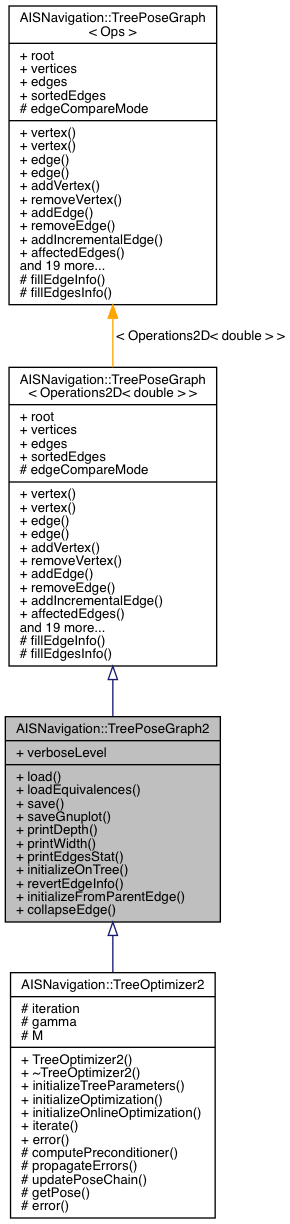 AISNavigation::TreePoseGraph
< Ops >
+ root
+ vertices
+ edges
+ sortedEdges
# edgeCompareMode
+ vertex()
+ vertex()
+ edge()
+ edge()
+ addVertex()
+ removeVertex()
+ addEdge()
+ removeEdge()
+ addIncrementalEdge()
+ affectedEdges()
and 19 more...
# fillEdgeInfo()
# fillEdgesInfo()
< Operations2D< double > >
AISNavigation::TreePoseGraph
< Operations2D< double > >
+ root
+ vertices
+ edges
+ sortedEdges
# edgeCompareMode
+ vertex()
+ vertex()
+ edge()
+ edge()
+ addVertex()
+ removeVertex()
+ addEdge()
+ removeEdge()
+ addIncrementalEdge()
+ affectedEdges()
and 19 more...
# fillEdgeInfo()
# fillEdgesInfo()
AISNavigation::TreePoseGraph2
+ verboseLevel
+ load()
+ loadEquivalences()
+ save()
+ saveGnuplot()
+ printDepth()
+ printWidth()
+ printEdgesStat()
+ initializeOnTree()
+ revertEdgeInfo()
+ initializeFromParentEdge()
+ collapseEdge()
AISNavigation::TreeOptimizer2
# iteration
# gamma
# M
+ TreeOptimizer2()
+ ~TreeOptimizer2()
+ initializeTreeParameters()
+ initializeOptimization()
+ initializeOnlineOptimization()
+ iterate()
+ error()
# computePreconditioner()
# propagateErrors()
# updatePoseChain()
# getPose()
# error()